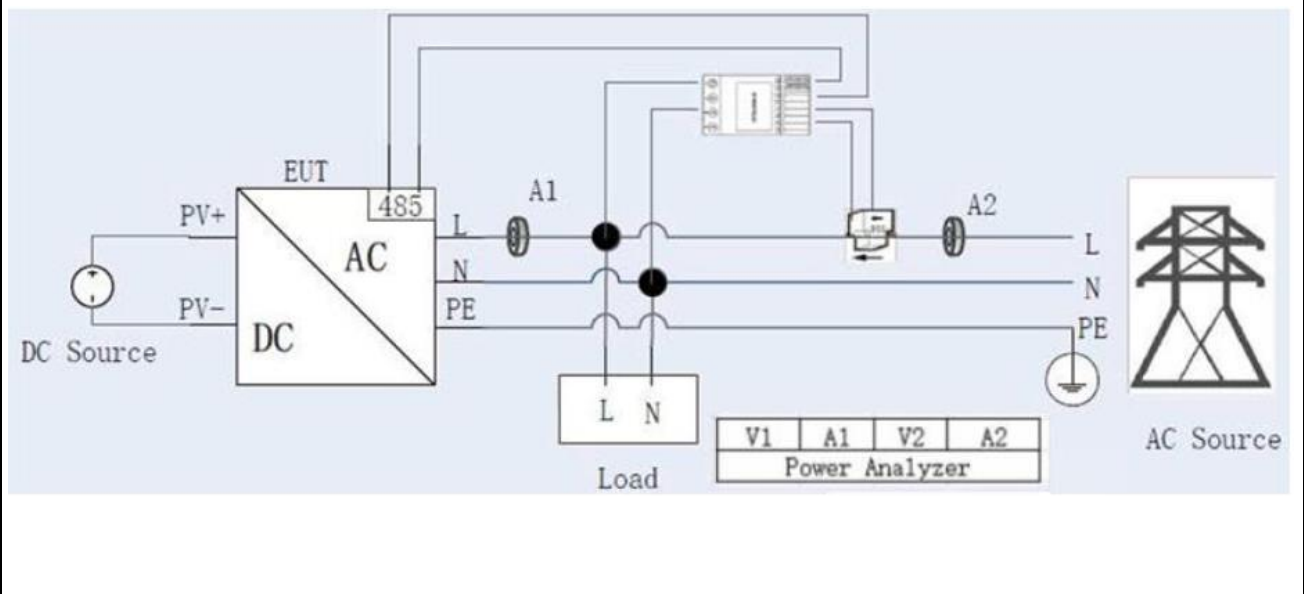 EUT
485
A1
A2
PV+
L
AC
L
N
N
PV-
PE
PE
DC
DC Source
L N
V1 A1 V2 A2
AC Source
Power Analyzer
Load